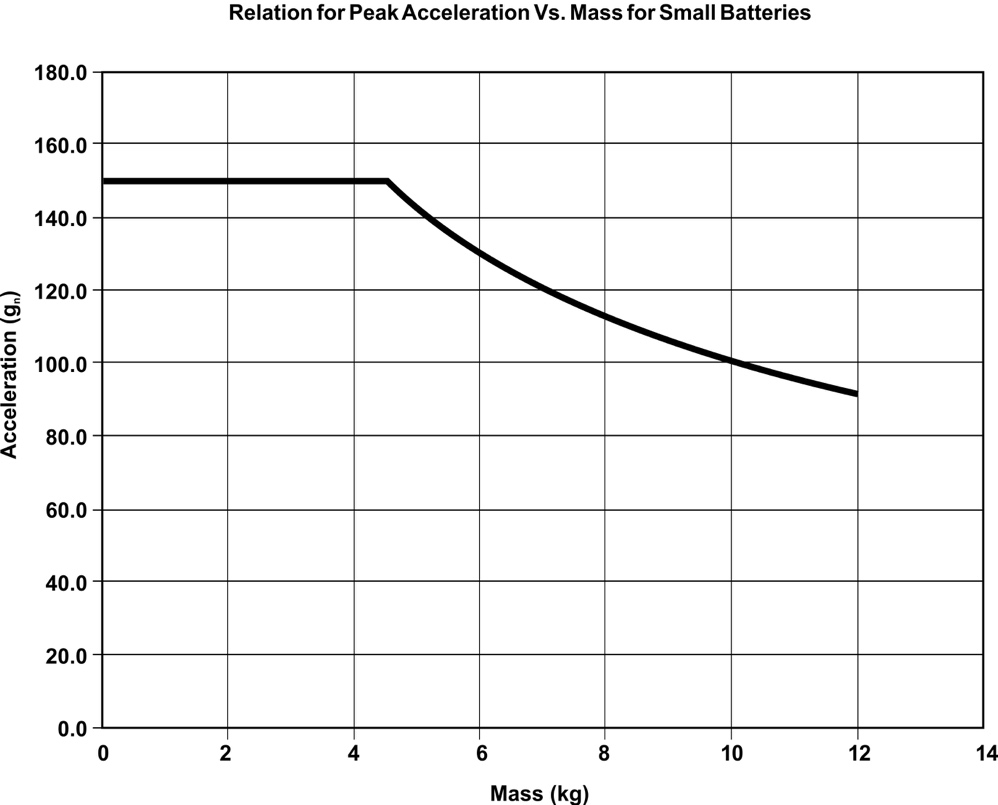 Relation for Peak Acceleration Vs. Mass for Small Batteries
180.0
160.0
140.0
120.0
100.0
80.0
60.0
40.0
20.0
0.0
Acceleration (gn)
0 2 4 6 8 10 12 14
Mass (kg)